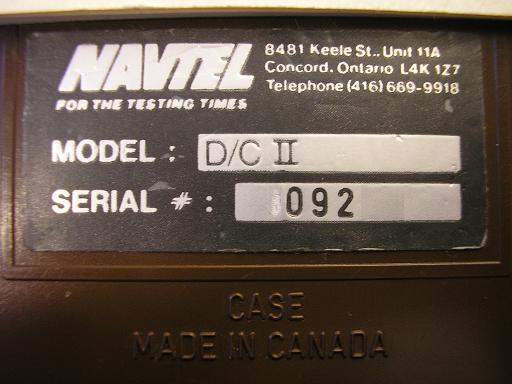 NAVTEL
FOR THE TESTING TIMES
8481 Keele St., Unit 11A
Concord, Ontario L4K 1Z7
Telephone (416) 669-9918
MODEL : D/C II
SERIAL # : 092
CASE
MADE IN CANADA